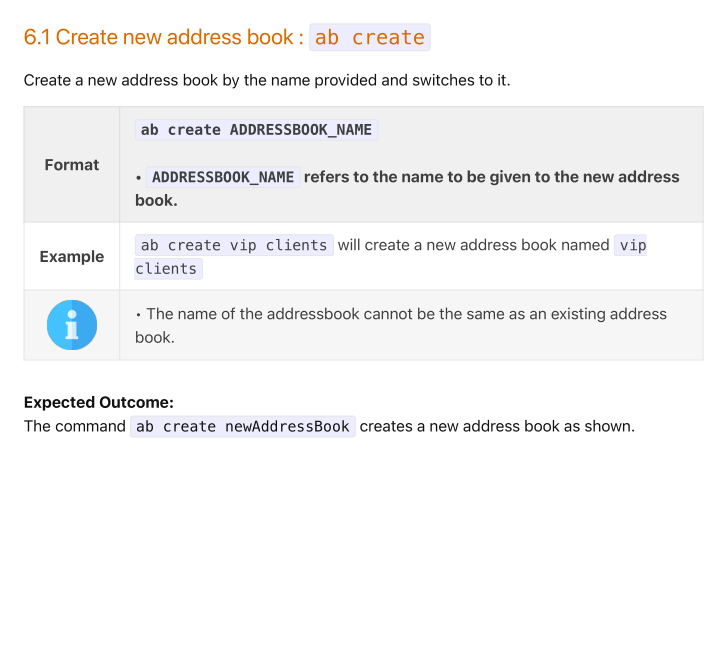 6.1 Create new address book : ab create
Create a new address book by the name provided and switches to it.
Format
ab create ADDRESSBOOK_NAME
• ADDRESSBOOK_NAME refers to the name to be given to the new address
book.
Example
ab create vip clients will create a new address book named vip
clients
• The name of the addressbook cannot be the same as an existing address
book.
Expected Outcome:
The command ab create newAddressBook creates a new address book as shown.